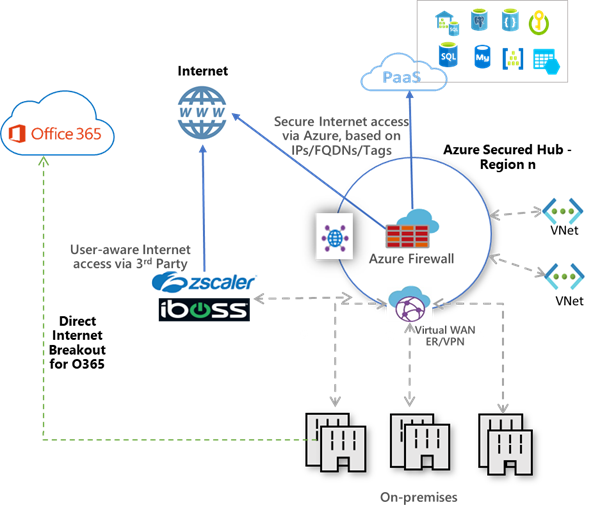 SQL
My
PaaS
Internet
WWW
Office 365
Secure Internet access
via Azure, based on
IPs/FQDNs/Tags
Azure Secured Hub -
Region n
VNet
Azure Firewall
User-aware Internet
access via 3rd Party
zscaler
iboss
VNet
Direct
Internet
Breakout
for O365
Virtual WAN
ER/VPN
On-premises